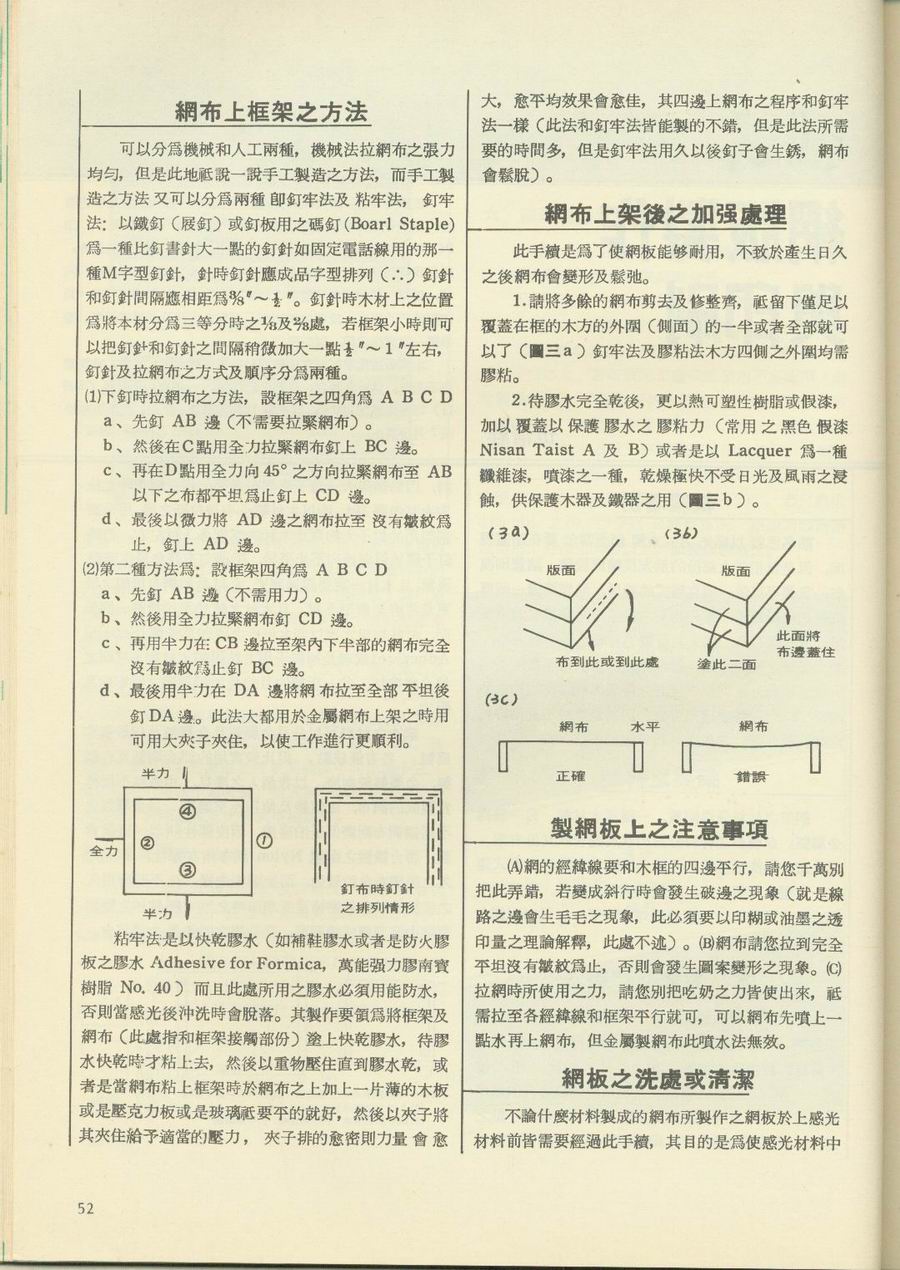 網布上框架之方法
可以分爲機械和人工兩種，機械法拉網布之張力
均勻，但是此地祗說一說手工製造之方法，而手工製
造之方法又可以分爲兩種卽釘牢法及粘牢法，釘牢
法：以鐵釘（展釘）或釘板用之碼釘(Boarl Staple)
爲一種比釘書針大一點的釘針如固定電話線用的那一
種M字型釘針，針時釘針應成品字型排列（∴）釘針
和釘針間隔應相距爲⅜″～½″。釘針時木材上之位置
爲將本材分爲三等分時之⅓及⅔處，若框架小時則可
以把釘針和釘針之間隔稍微加大一點½″～1″左右，
釘針及拉網布之方式及順序分爲兩種。
⑴下釘時拉網布之方法，設框架之四角爲 A B C D
a、先釘 AB 邊（不需要拉緊網布）。
b、然後在C點用全力拉緊網布釘上 BC 邊。
c、再在D點用全力向45°之方向拉緊網布至 AB
以下之布都平坦爲止釘上 CD 邊。
d、最後以微力將 AD 邊之網布拉至沒有皺紋爲
止，釘上 AD 邊。
⑵第二種方法爲：設框架四角爲 A B C D
a、先釘 AB 邊（不需用力）。
b、然後用全力拉緊網布釘 CD 邊。
c、再用半力在 CB 邊拉至架內下半部的網布完全
沒有皺紋爲止釘 BC 邊。
d、最後用半力在 DA 邊將網布拉至全部平坦後
釘DA邊。此法大都用於金屬網布上架之時用
可用大夾子夾住，以使工作進行更順利。
半力
④
全力 ② ①
③
半力
釘布時釘針
之排列情形
粘牢法是以快乾膠水（如補鞋膠水或者是防火膠
板之膠水 Adhesive for Formica，萬能强力膠南寳
樹脂 No. 40）而且此處所用之膠水必須用能防水，
否則當感光後沖洗時會脫落。其製作要領爲將框架及
網布（此處指和框架接觸部份）塗上快乾膠水，待膠
水快乾時才粘上去，然後以重物壓住直到膠水乾，或
者是當網布粘上框架時於網布之上加上一片薄的木板
或是壓克力板或是玻璃祗要平的就好，然後以夾子將
其夾住給予適當的壓力，夾子排的愈密則力量會愈
大，愈平均效果會愈佳，其四邊上網布之程序和釘牢
法一樣（此法和釘牢法皆能製的不錯，但是此法所需
要的時間多，但是釘牢法用久以後釘子會生銹，網布
會鬆脫）。
網布上架後之加强處理
此手續是爲了使網板能够耐用，不致於產生日久
之後網布會變形及鬆弛。
1.請將多餘的網布剪去及修整齊，祗留下僅足以
覆蓋在框的木方的外圍（側面）的一半或者全部就可
以了（圖三a）釘牢法及膠粘法木方四側之外圍均需
膠粘。
2.待膠水完全乾後，更以熱可塑性樹脂或假漆，
加以覆蓋以保護膠水之膠粘力（常用之黑色假漆
Nisan Taist A 及 B）或者是以 Lacquer 爲一種
纖維漆，噴漆之一種，乾燥極快不受日光及風雨之浸
蝕，供保護木器及鐵器之用（圖三b）。
(3a) (3b)
版面 版面
布到此或到此處
塗此二面
此面將
布邊蓋住
(3c)
網布 水平 網布
正確 錯誤
製網板上之注意事項
(A)網的經緯線要和木框的四邊平行，請您千萬別
把此弄錯，若變成斜行時會發生破邊之現象（就是線
路之邊會生毛毛之現象，此必須要以印糊或油墨之透
印量之理論解釋，此處不述）。(B)網布請您拉到完全
平坦沒有皺紋爲止，否則會發生圖案變形之現象。(C)
拉網時所使用之力，請您別把吃奶之力皆使出來，祗
需拉至各經緯線和框架平行就可，可以網布先噴上一
點水再上網布，但金屬製網布此噴水法無效。
網板之洗處或淸潔
不論什麽材料製成的網布所製作之網板於上感光
材料前皆需要經過此手續，其目的是爲使感光材料中
52